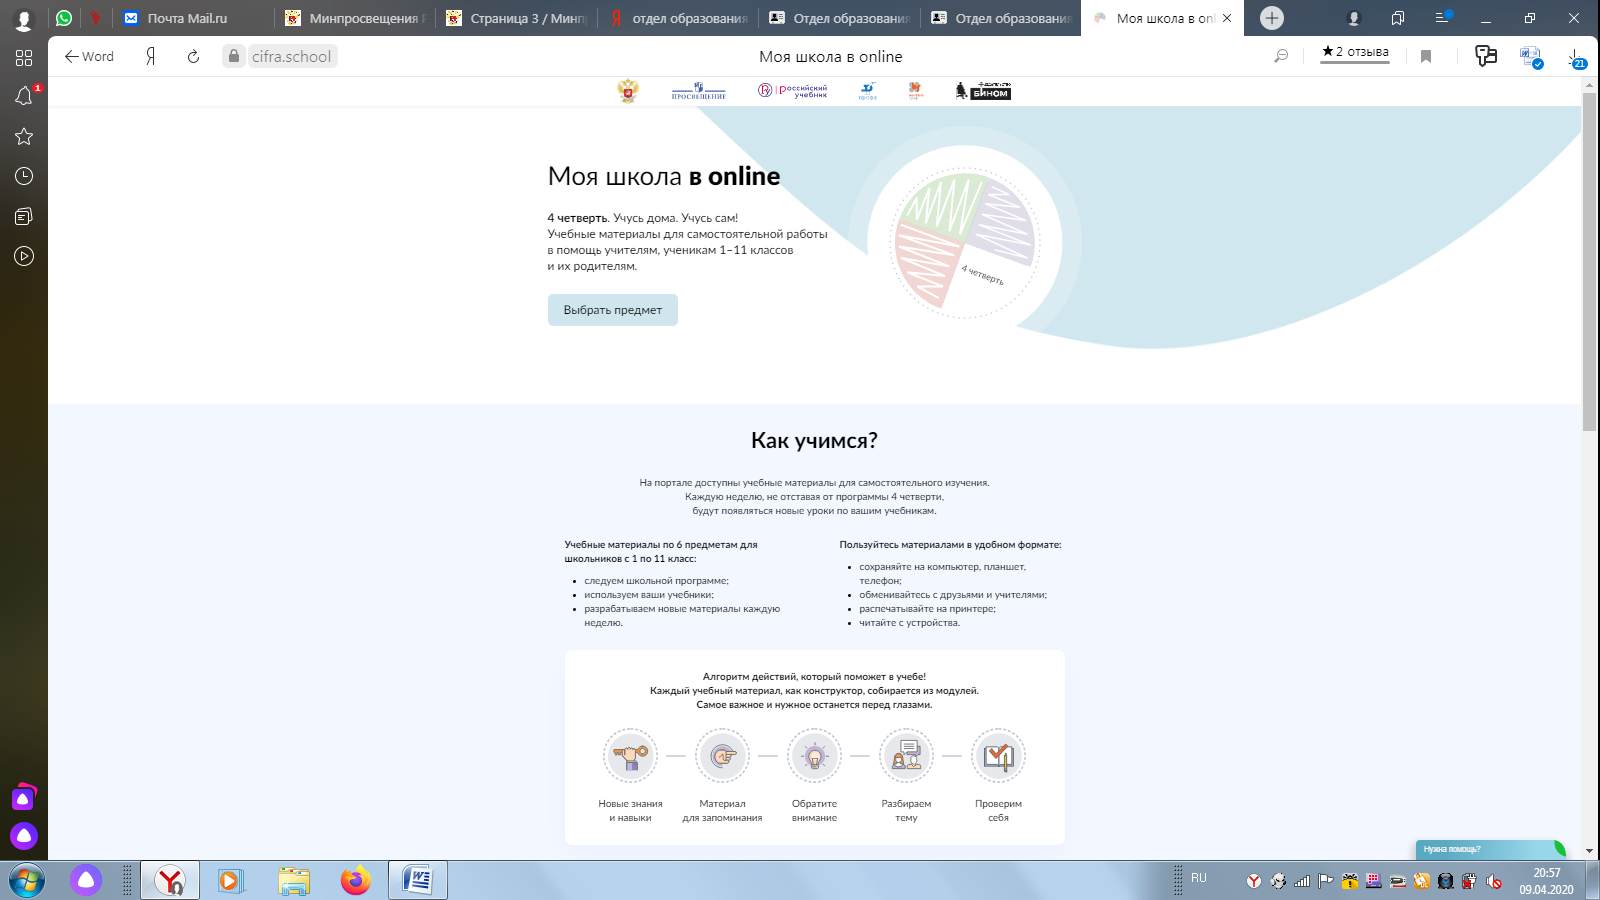 Почта Mail.ru
Минпросвещения Р
Страница 3 / Минп
отдел образования
Отдел образования
Отдел образования
Моя школа в onl
Word
cifra.school
Моя школа в online
★2 отзыва
21
1
ПРОСВЕЩЕНИЕ
российский
учебник
БИНОМ
Моя школа в online
4 четверть. Учусь дома. Учусь сам!
Учебные материалы для самостоятельной работы
в помощь учителям, ученикам 1–11 классов
и их родителям.
Выбрать предмет
4 четверть
Как учимся?
На портале доступны учебные материалы для самостоятельного изучения.
Каждую неделю, не отставая от программы 4 четверти,
будут появляться новые уроки по вашим учебникам.
Учебные материалы по 6 предметам для
школьников с 1 по 11 класс:
• следуем школьной программе;
• используем ваши учебники;
• разрабатываем новые материалы каждую
неделю.
Пользуйтесь материалами в удобном формате:
• сохраняйте на компьютер, планшет,
телефон;
• обменивайтесь с друзьями и учителями;
• распечатывайте на принтере;
• читайте с устройства.
Алгоритм действий, который поможет в учебе!
Каждый учебный материал, как конструктор, собирается из модулей.
Самое важное и нужное останется перед глазами.
Новые знания
и навыки
Материал
для запоминания
Обратите
внимание
Разбираем
тему
Проверим
себя
Нужна помощь?
RU
20:57
09.04.2020